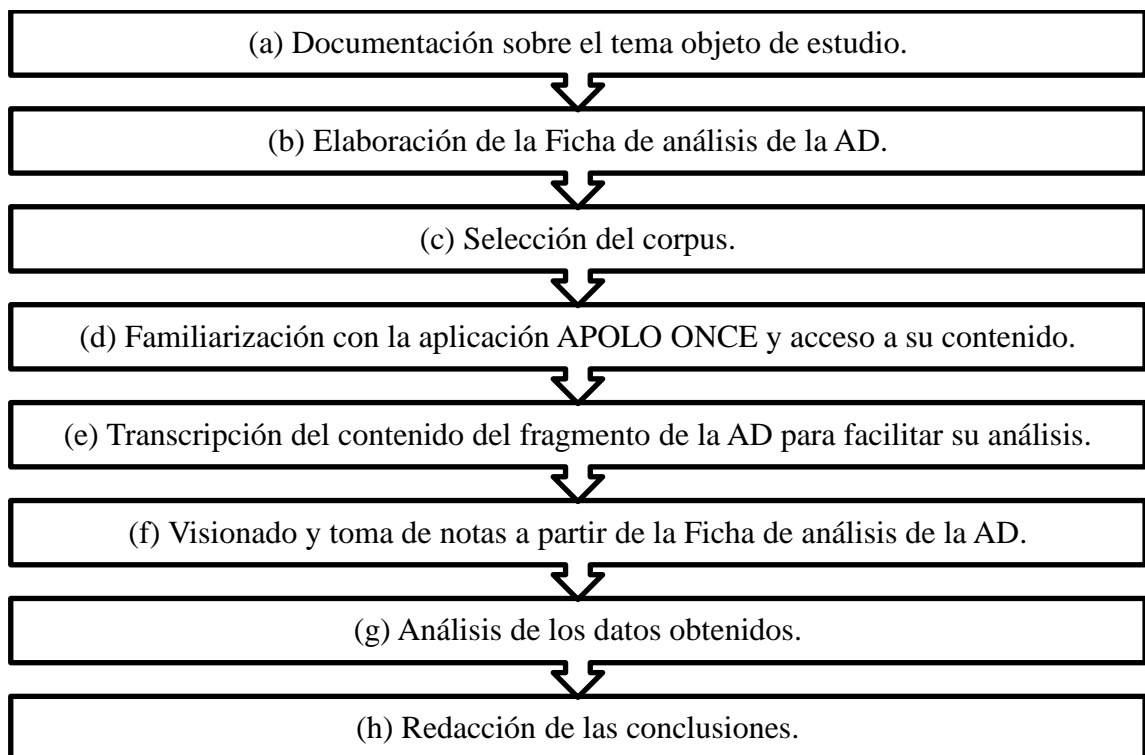 (a) Documentación sobre el tema objeto de estudio.
(b) Elaboración de la Ficha de análisis de la AD.
(c) Selección del corpus.
(d) Familiarización con la aplicación APOLO ONCE y acceso a su contenido.
(e) Transcripción del contenido del fragmento de la AD para facilitar su análisis.
(f) Visionado y toma de notas a partir de la Ficha de análisis de la AD.
(g) Análisis de los datos obtenidos.
(h) Redacción de las conclusiones.